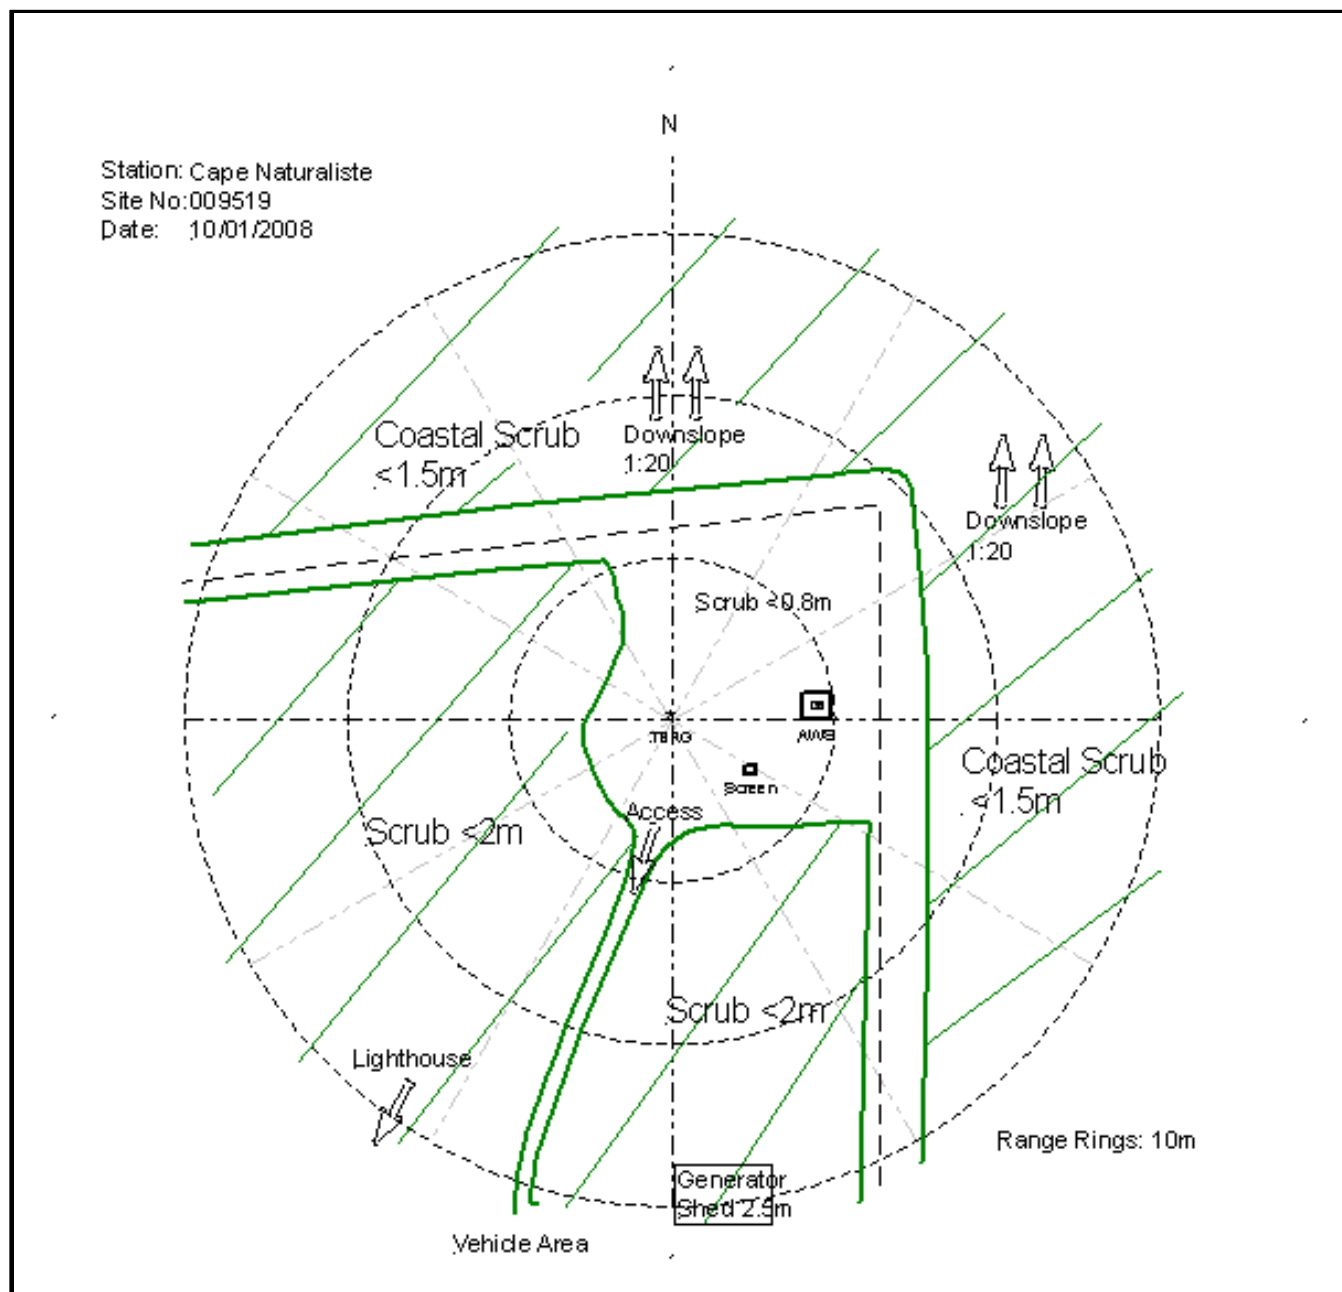 N
Station: Cape Naturaliste
Site No:009519
Date: 10/01/2008
Coastal Scrub
<1.5m
Downslope
1:20
Downslope
1:20
Scrub <0.8m
TBRG
AWS
Screen
Coastal Scrub
<1.5m
Access
Scrub <2m
Scrub <2m
Lighthouse
Range Rings: 10m
Generator
Shed 2.5m
Vehicle Area